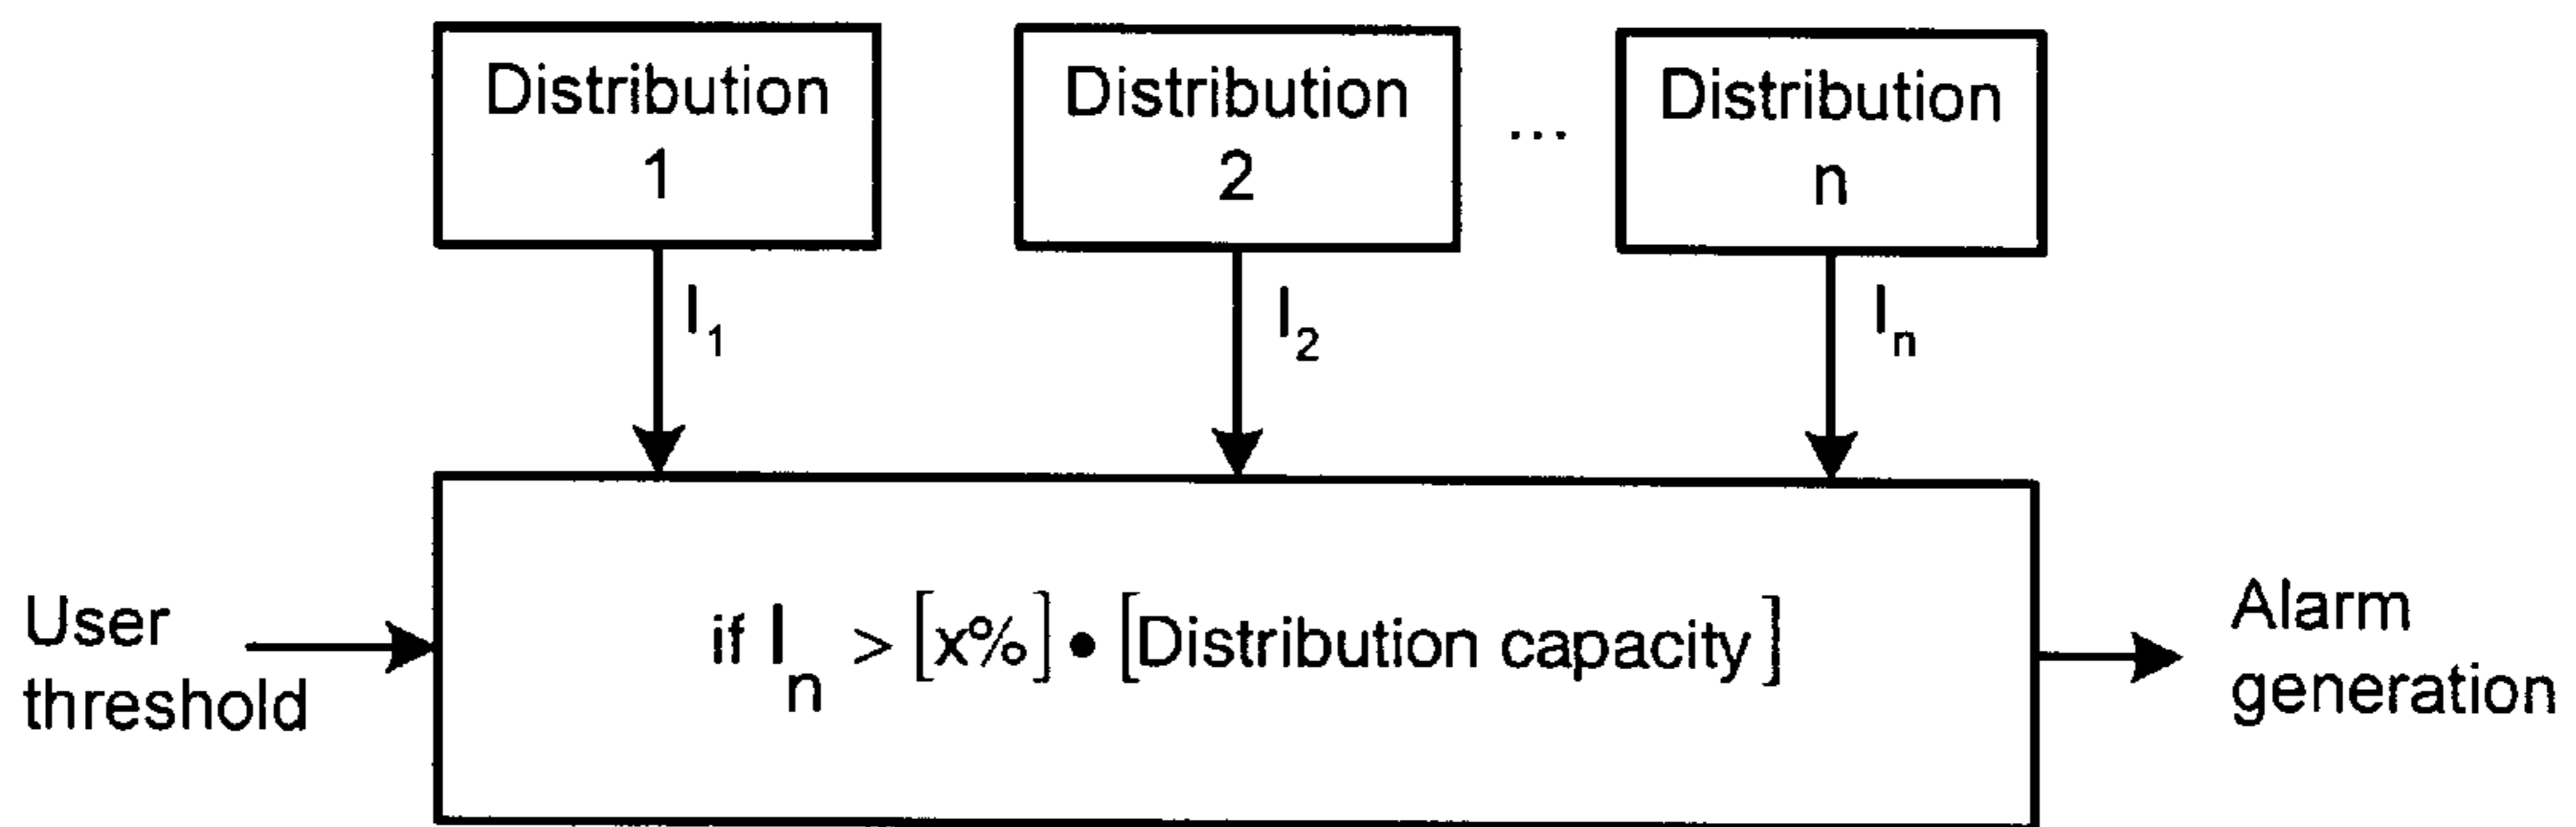 Distribution
1
Distribution
2
...
Distribution
n
I₁
I₂
Iₙ
User
threshold
if Iₙ > [x%] • [Distribution capacity]
Alarm
generation